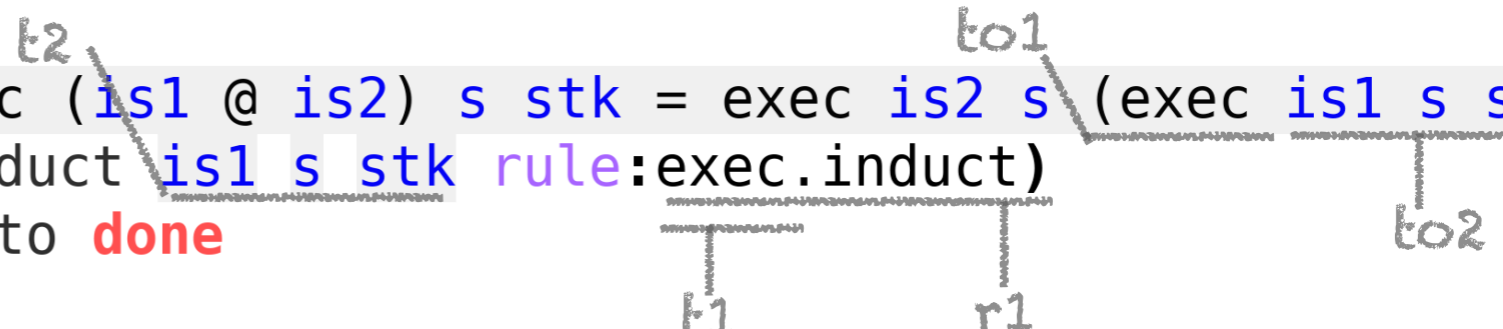 t2 to1
c (is1 @ is2) s stk = exec is2 s (exec is1 s s
duct is1 s stk rule:exec.induct)
to done
to2
t1 r1